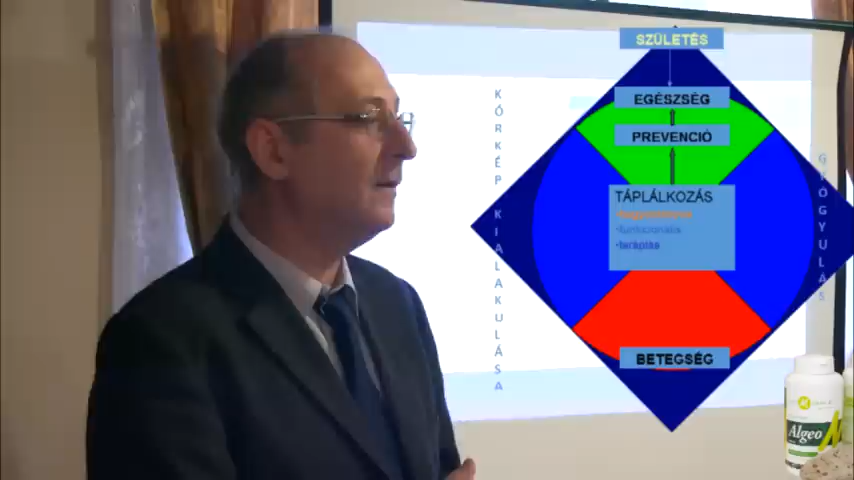 SZÜLETÉS
EGÉSZSÉG
PREVENCIÓ
TÁPLÁLKOZÁS
•funkcionális
•terápiás
BETEGSÉG
KÓRKÉP KIALAKULÁSA
GYÓGYULÁS
Algeo